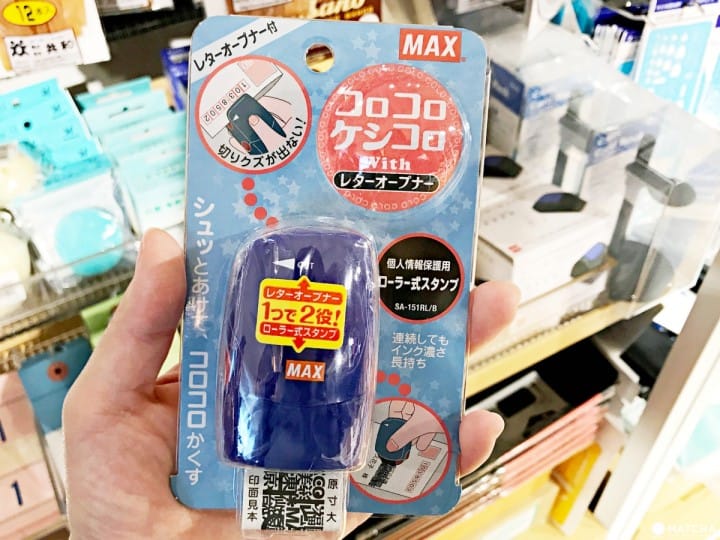 12
レターオープナー付
MAX
1038502
切りクズが出ない!
コロコロ
ケシコロ
With
レターオープナー
シュッとあけて、コロコロかくす
個人情報保護用
ローラー式スタンプ
SA-151RL/B
連続しても
インク濃さ
長持ち
レターオープナー
1つで2役!
ローラー式スタンプ
MAX
原寸大
印面見本
1
1
MATCHA